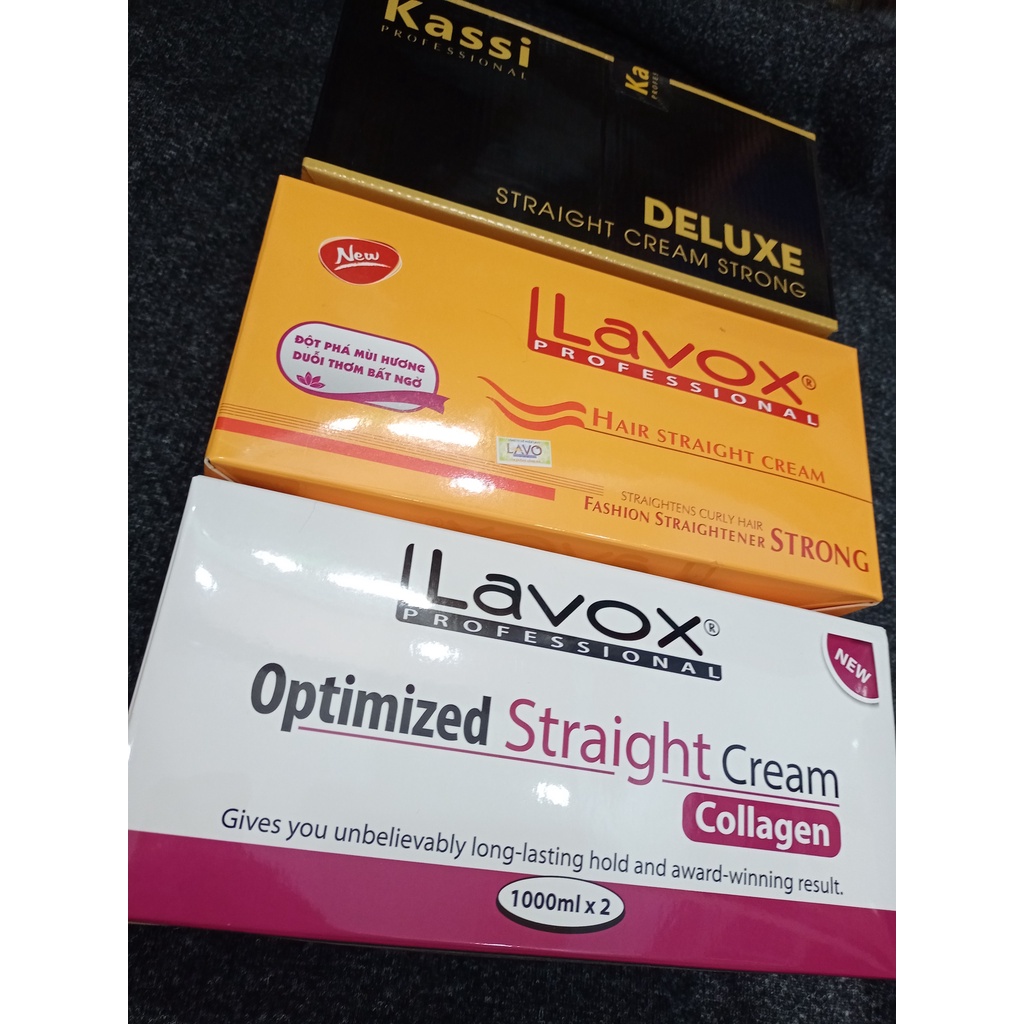 Kassi
PROFESSIONAL
Ka
DELUXE
STRAIGHT CREAM STRONG
New
ĐỘT PHÁ MÙI HƯƠNG
DUỖI THƠM BẤT NGỜ
Lavox®
PROFESSIONAL
HAIR STRAIGHT CREAM
LAVO
STRAIGHTENS CURLY HAIR
FASHION STRAIGHTENER STRONG
Lavox®
PROFESSIONAL
NEW
Optimized Straight Cream
Collagen
Gives you unbelievably long-lasting hold and award-winning result.
1000ml x 2